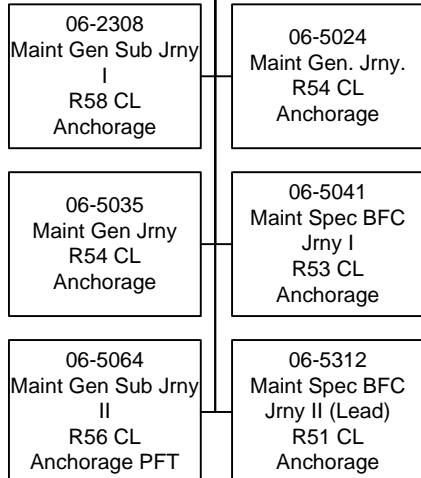 06-2308
Maint Gen Sub Jrny
I
R58 CL
Anchorage
06-5024
Maint Gen. Jrny.
R54 CL
Anchorage
06-5035
Maint Gen Jrny
R54 CL
Anchorage
06-5041
Maint Spec BFC
Jrny I
R53 CL
Anchorage
06-5064
Maint Gen Sub Jrny
II
R56 CL
Anchorage PFT
06-5312
Maint Spec BFC
Jrny II (Lead)
R51 CL
Anchorage